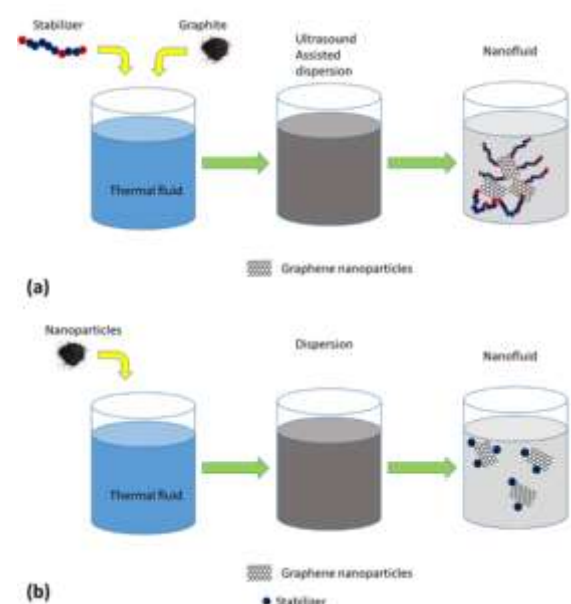 Stabilizer
Graphite
Ultrasound
Assisted
dispersion
Nanofluid
Thermal fluid
Graphene nanoparticles
(a)
Nanoparticles
Dispersion
Nanofluid
Thermal fluid
Graphene nanoparticles
(b)
Stabilizer